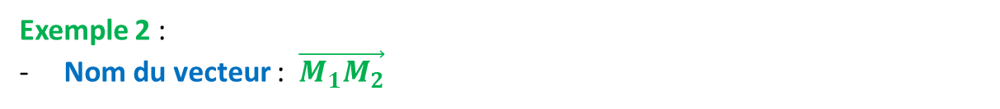 Exemple 2 :
- Nom du vecteur : $\overrightarrow{M_1M_2}$